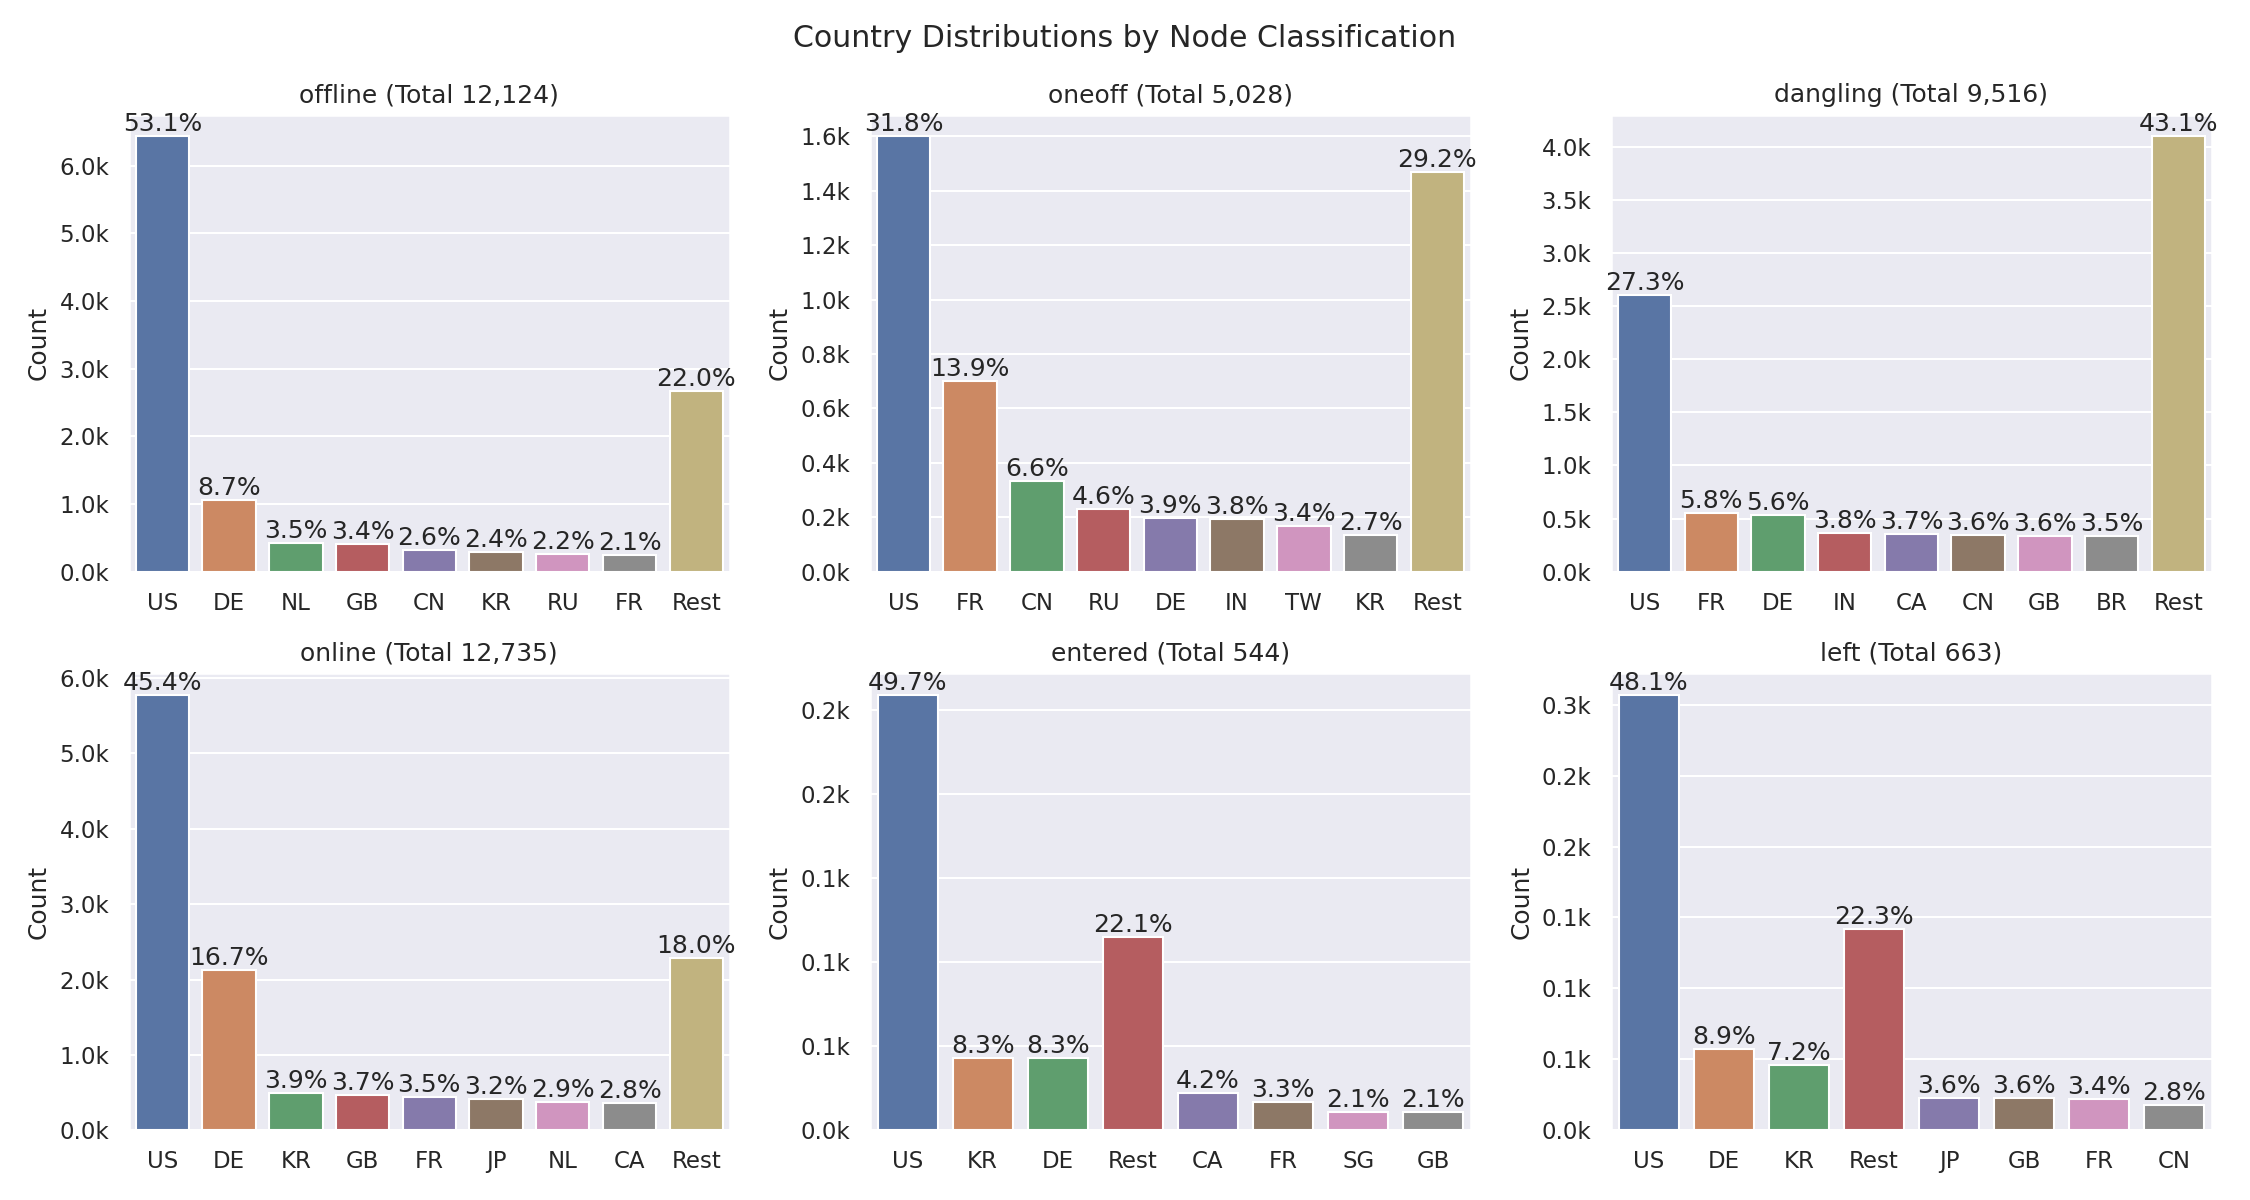 Country Distributions by Node Classification
offline (Total 12,124)
53.1%
8.7%
3.5%
3.4%
2.6%
2.4%
2.2%
2.1%
22.0%
6.0k
5.0k
4.0k
3.0k
2.0k
1.0k
0.0k
Count
US DE NL GB CN KR RU FR Rest
oneoff (Total 5,028)
31.8%
13.9%
6.6%
4.6%
3.9%
3.8%
3.4%
2.7%
29.2%
1.6k
1.4k
1.2k
1.0k
0.8k
0.6k
0.4k
0.2k
0.0k
Count
US FR CN RU DE IN TW KR Rest
dangling (Total 9,516)
27.3%
5.8%
5.6%
3.8%
3.7%
3.6%
3.6%
3.5%
43.1%
4.0k
3.5k
3.0k
2.5k
2.0k
1.5k
1.0k
0.5k
0.0k
Count
US FR DE IN CA CN GB BR Rest
online (Total 12,735)
45.4%
16.7%
3.9%
3.7%
3.5%
3.2%
2.9%
2.8%
18.0%
6.0k
5.0k
4.0k
3.0k
2.0k
1.0k
0.0k
Count
US DE KR GB FR JP NL CA Rest
entered (Total 544)
49.7%
8.3%
8.3%
22.1%
4.2%
3.3%
2.1%
2.1%
0.2k
0.2k
0.1k
0.1k
0.1k
0.0k
Count
US KR DE Rest CA FR SG GB
left (Total 663)
48.1%
8.9%
7.2%
22.3%
3.6%
3.6%
3.4%
2.8%
0.3k
0.2k
0.2k
0.1k
0.1k
0.1k
0.0k
Count
US DE KR Rest JP GB FR CN